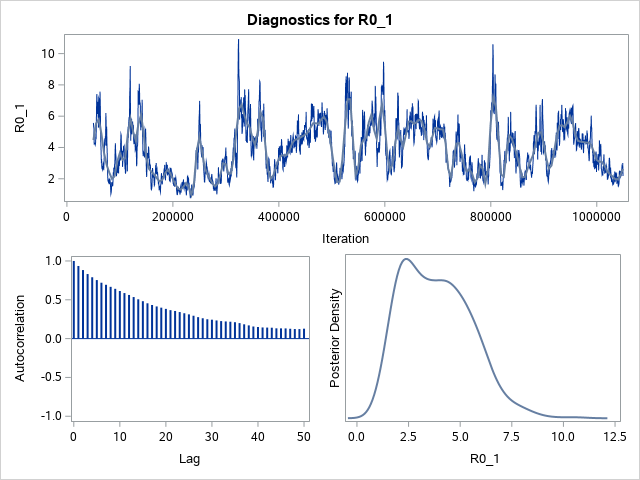 Diagnostics for R0_1
10
8
6
4
2
R0_1
0 200000 400000 600000 800000 1000000
Iteration
1.0
0.5
0.0
-0.5
-1.0
Autocorrelation
0 10 20 30 40 50
Lag
Posterior Density
0.0 2.5 5.0 7.5 10.0 12.5
R0_1